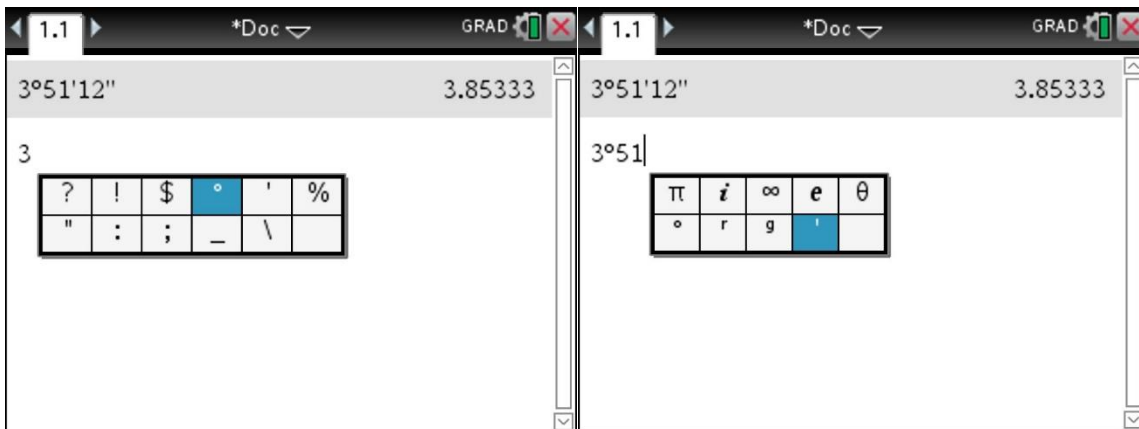 1.1 *Doc GRAD
3°51'12" 3.85333
3
? ! $ ° ' %
" : ; _ \
1.1 *Doc GRAD
3°51'12" 3.85333
3°51
π i ∞ e θ
° r g '